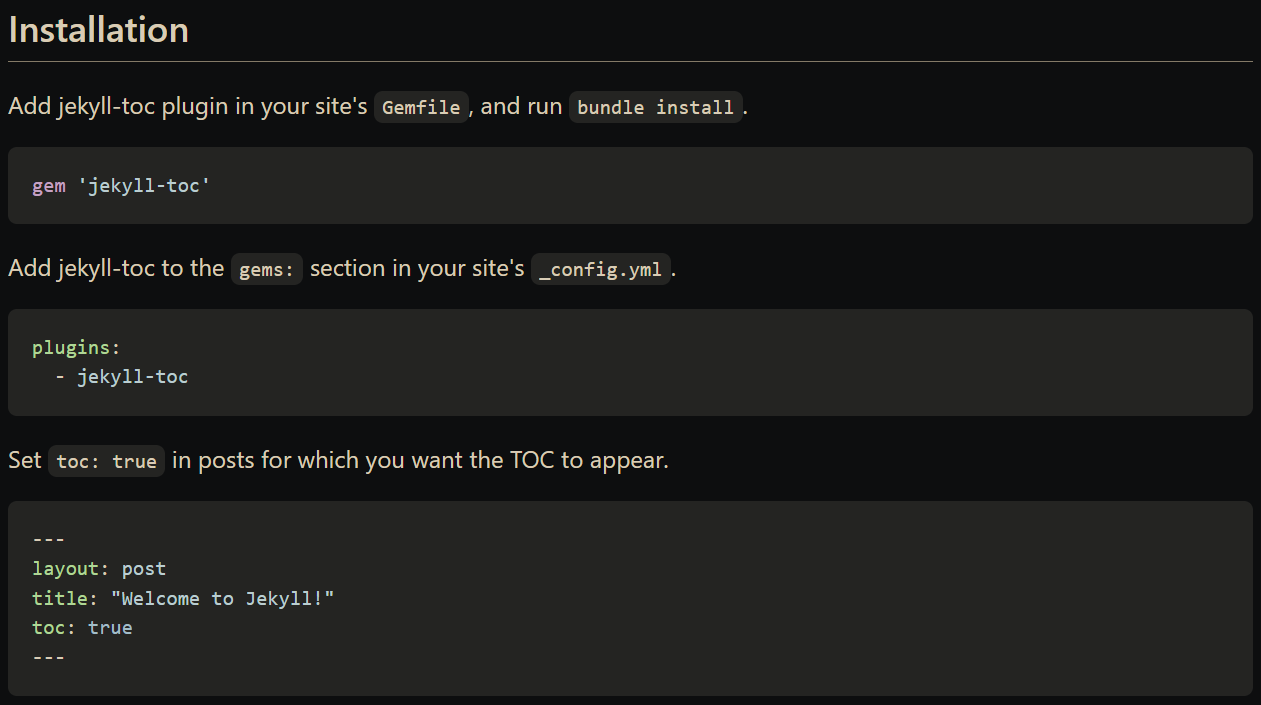 Installation
Add jekyll-toc plugin in your site's Gemfile, and run bundle install.
gem 'jekyll-toc'
Add jekyll-toc to the gems: section in your site's _config.yml.
plugins:
  - jekyll-toc
Set toc: true in posts for which you want the TOC to appear.
---
layout: post
title: "Welcome to Jekyll!"
toc: true
---